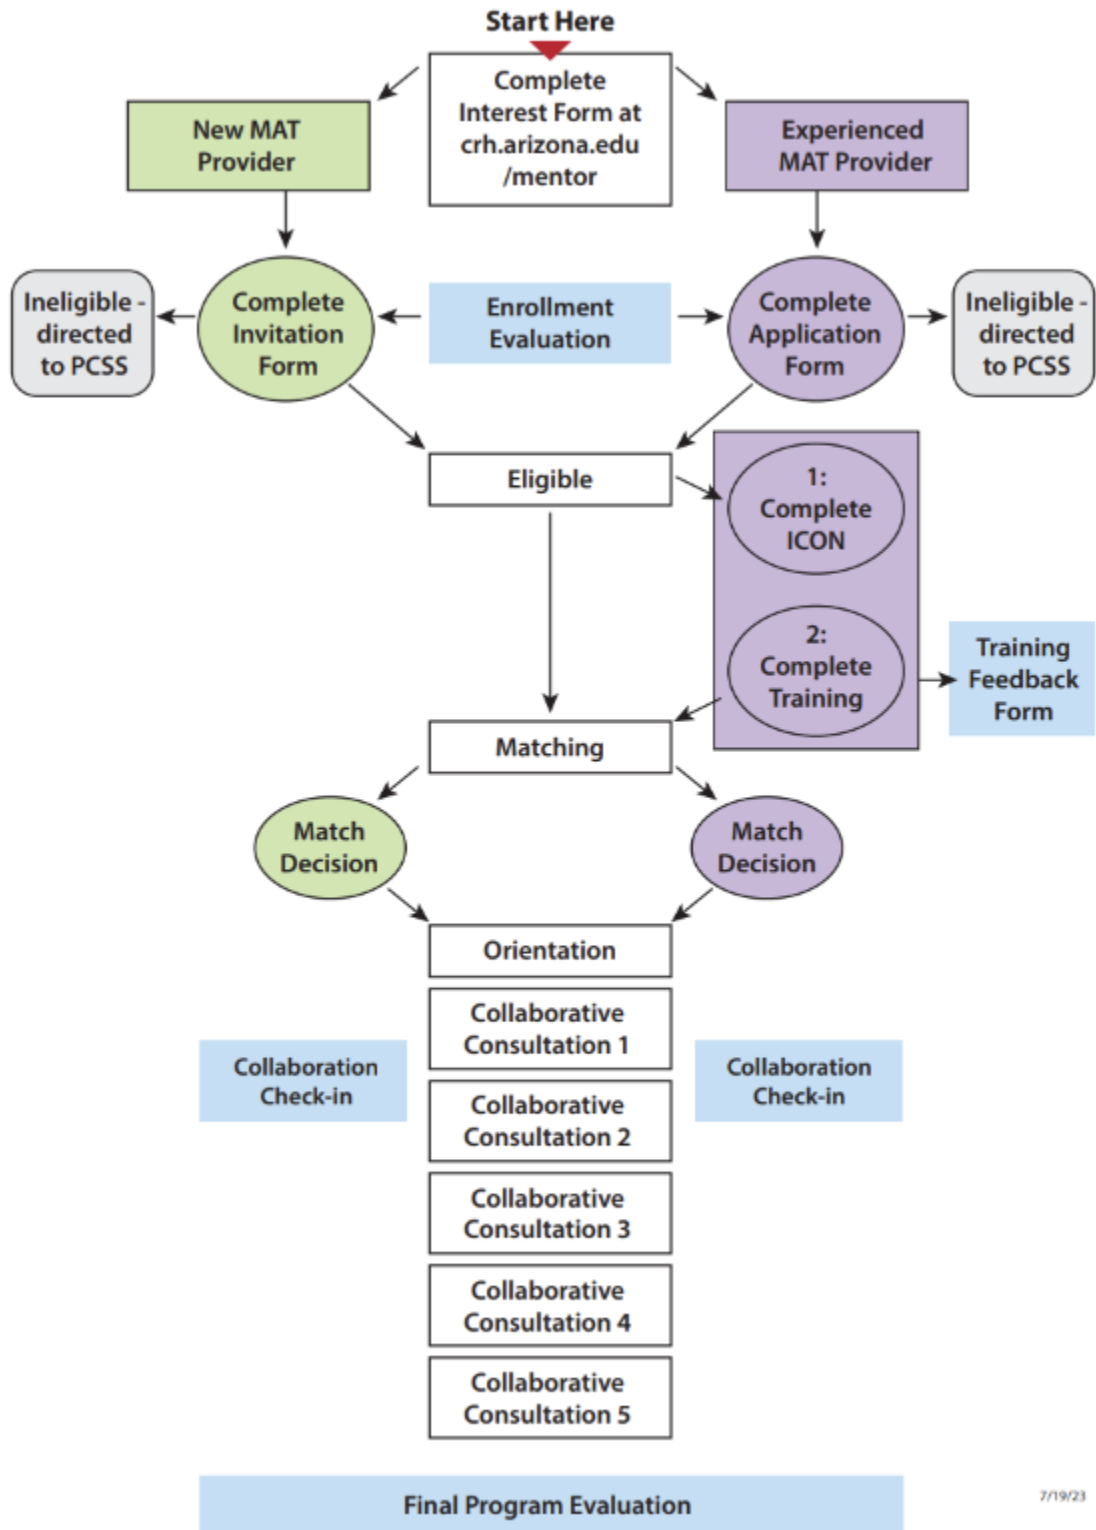 Start Here
Complete
Interest Form at
crh.arizona.edu
/mentor
New MAT
Provider
Experienced
MAT Provider
Ineligible -
directed
to PCSS
Complete
Invitation
Form
Enrollment
Evaluation
Complete
Application
Form
Ineligible -
directed
to PCSS
Eligible
1:
Complete
ICON
2:
Complete
Training
Training
Feedback
Form
Matching
Match
Decision
Match
Decision
Orientation
Collaborative
Consultation 1
Collaboration
Check-in
Collaboration
Check-in
Collaborative
Consultation 2
Collaborative
Consultation 3
Collaborative
Consultation 4
Collaborative
Consultation 5
Final Program Evaluation
7/19/23